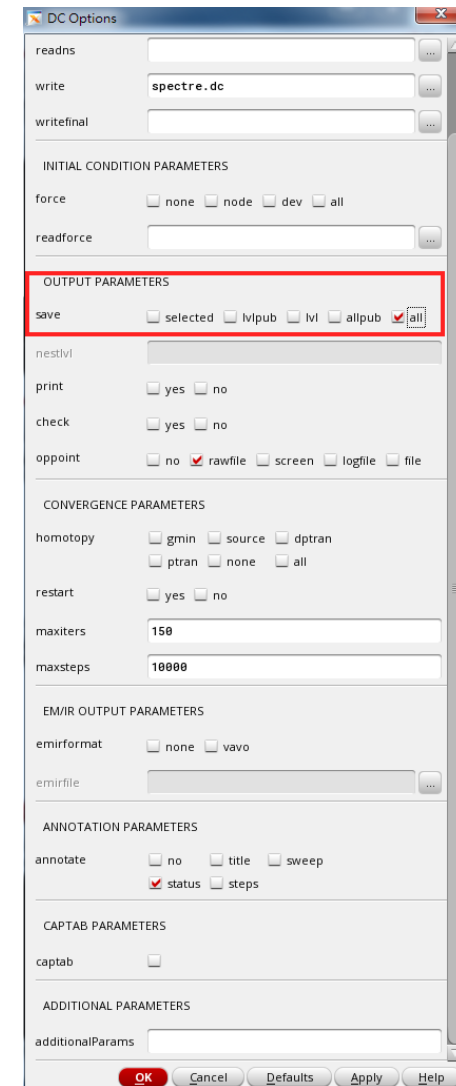 DC Options
readns ...
write spectre.dc ...
writefinal ...
INITIAL CONDITION PARAMETERS
force none node dev all
readforce ...
OUTPUT PARAMETERS
save selected lvlpub lvl allpub all
nestlvl
print yes no
check yes no
oppoint no rawfile screen logfile file
CONVERGENCE PARAMETERS
homotopy gmin source dptran
ptran none all
restart yes no
maxiters 150
maxsteps 10000
EM/IR OUTPUT PARAMETERS
emirformat none vavo
emirfile ...
ANNOTATION PARAMETERS
annotate no title sweep
status steps
CAPTAB PARAMETERS
captab
ADDITIONAL PARAMETERS
additionalParams
OK Cancel Defaults Apply Help